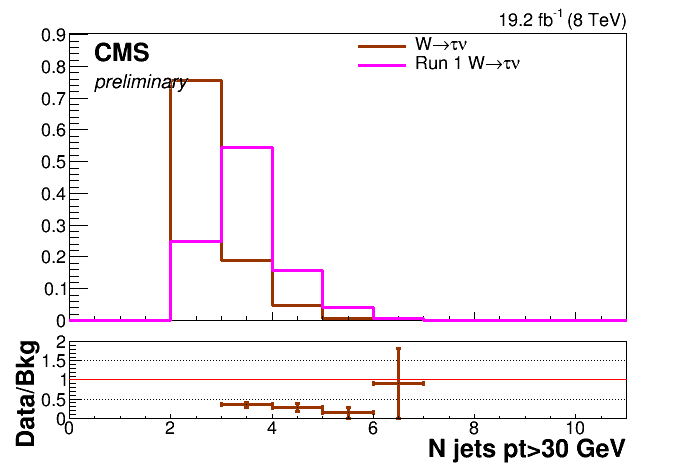 19.2 fb-1 (8 TeV)
CMS
preliminary
W→τν
Run 1 W→τν
0.9
0.8
0.7
0.6
0.5
0.4
0.3
0.2
0.1
0
Data/Bkg
2
1.5
1
0.5
0
0 2 4 6 8 10
N jets pt>30 GeV